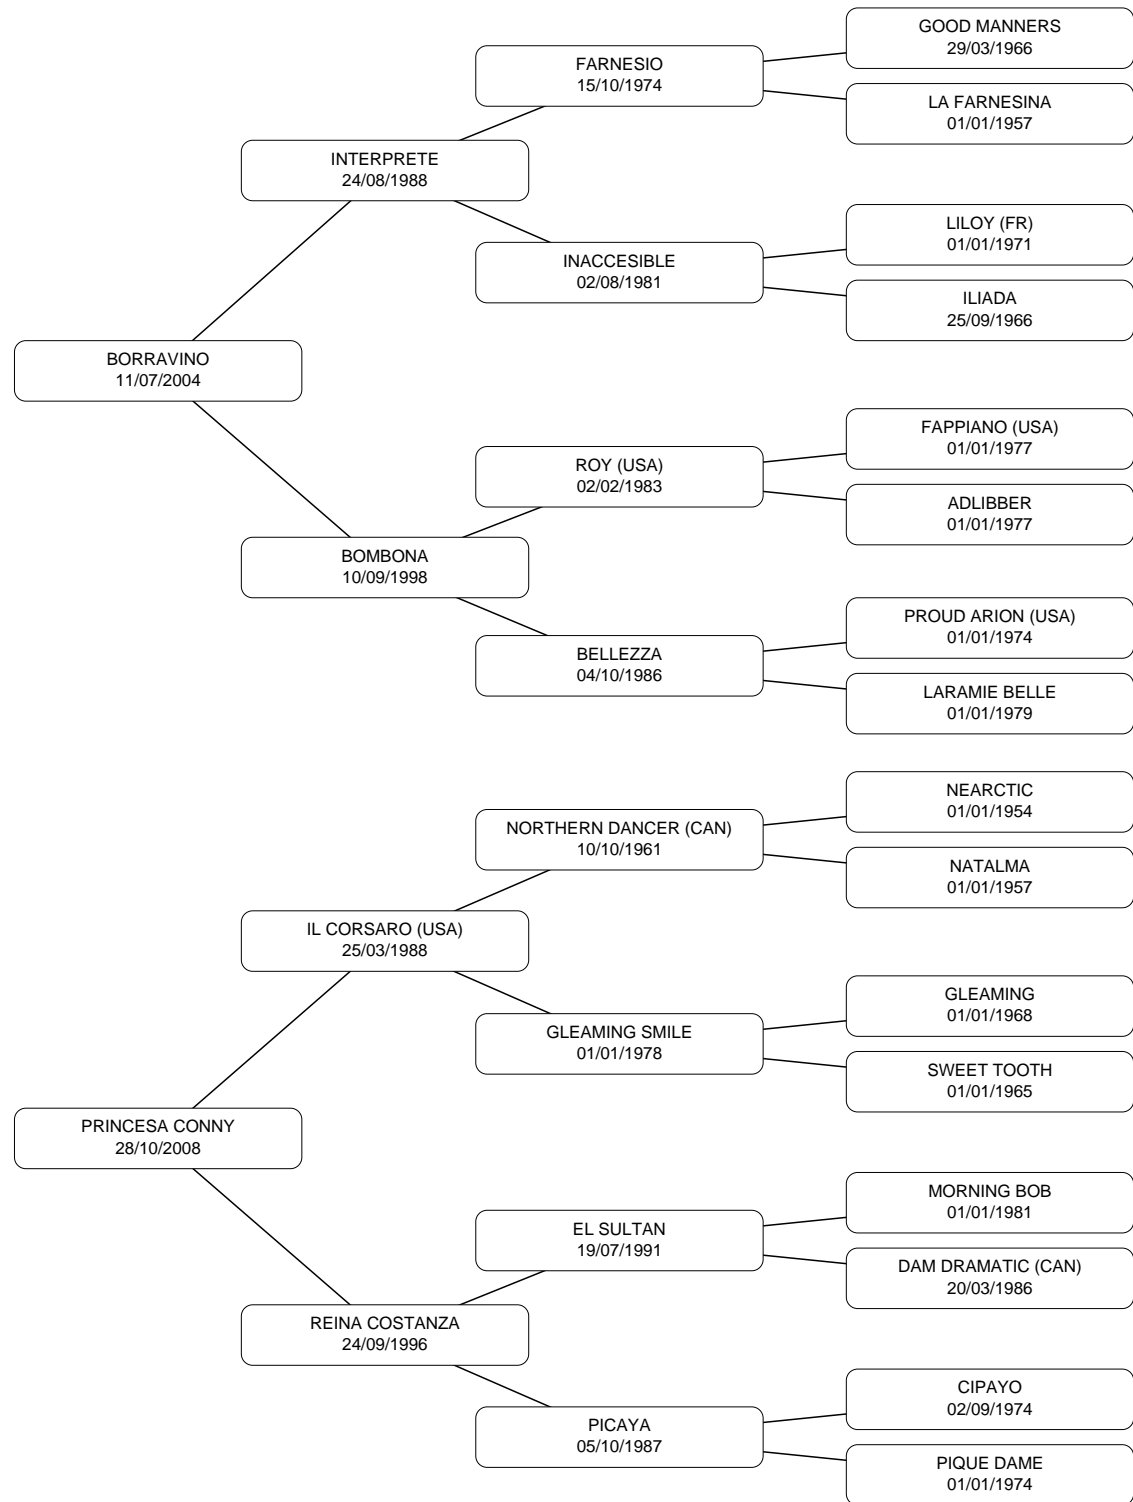 GOOD MANNERS
29/03/1966
FARNESIO
15/10/1974
LA FARNESINA
01/01/1957
INTERPRETE
24/08/1988
LILOY (FR)
01/01/1971
INACCESIBLE
02/08/1981
ILIADA
25/09/1966
BORRAVINO
11/07/2004
FAPPIANO (USA)
01/01/1977
ROY (USA)
02/02/1983
ADLIBBER
01/01/1977
BOMBONA
10/09/1998
PROUD ARION (USA)
01/01/1974
BELLEZZA
04/10/1986
LARAMIE BELLE
01/01/1979
NEARCTIC
01/01/1954
NORTHERN DANCER (CAN)
10/10/1961
NATALMA
01/01/1957
IL CORSARO (USA)
25/03/1988
GLEAMING
01/01/1968
GLEAMING SMILE
01/01/1978
SWEET TOOTH
01/01/1965
PRINCESA CONNY
28/10/2008
MORNING BOB
01/01/1981
EL SULTAN
19/07/1991
DAM DRAMATIC (CAN)
20/03/1986
REINA COSTANZA
24/09/1996
CIPAYO
02/09/1974
PICAYA
05/10/1987
PIQUE DAME
01/01/1974